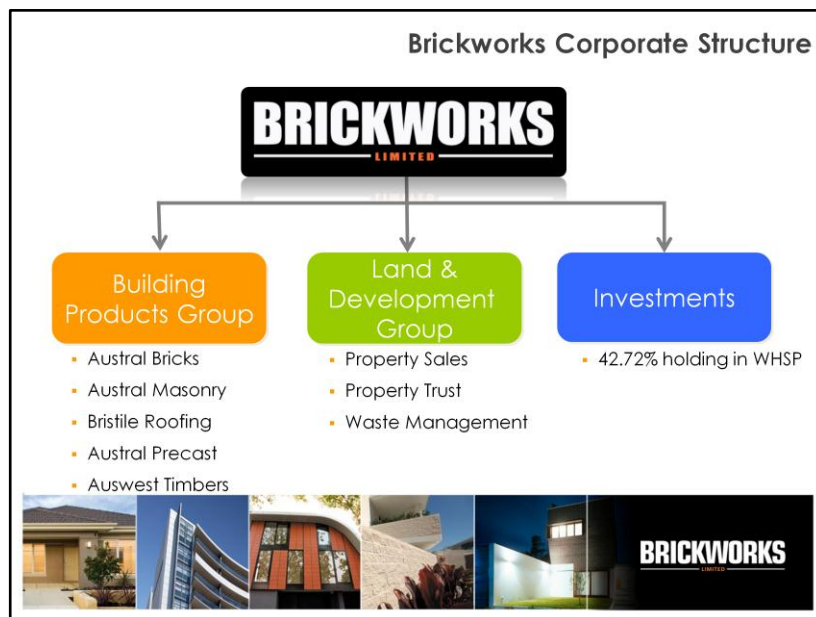 Brickworks Corporate Structure
BRICKWORKS
LIMITED
Building
Products Group
▪ Austral Bricks
▪ Austral Masonry
▪ Bristile Roofing
▪ Austral Precast
▪ Auswest Timbers
Land &
Development
Group
▪ Property Sales
▪ Property Trust
▪ Waste Management
Investments
▪ 42.72% holding in WHSP
BRICKWORKS
LIMITED